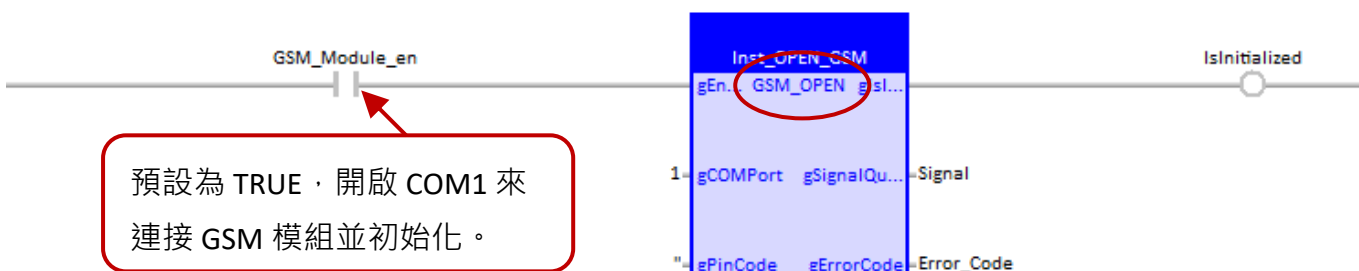 GSM_Module_en
Inst_OPEN_GSM
IsInitialized
gEn... GSM_OPEN gIsI...
預設為 TRUE，開啟 COM1 來
連接 GSM 模組並初始化。
1 gCOMPort gSignalQu... Signal
" gPinCode gErrorCode Error_Code